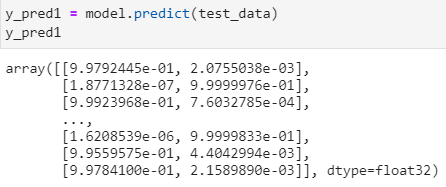 y_pred1 = model.predict(test_data)
y_pred1
array([[9.9792445e-01, 2.0755038e-03],
[1.8771328e-07, 9.9999976e-01],
[9.9923968e-01, 7.6032785e-04],
...,
[1.6208539e-06, 9.9999833e-01],
[9.9559575e-01, 4.4042994e-03],
[9.9784100e-01, 2.1589890e-03]], dtype=float32)